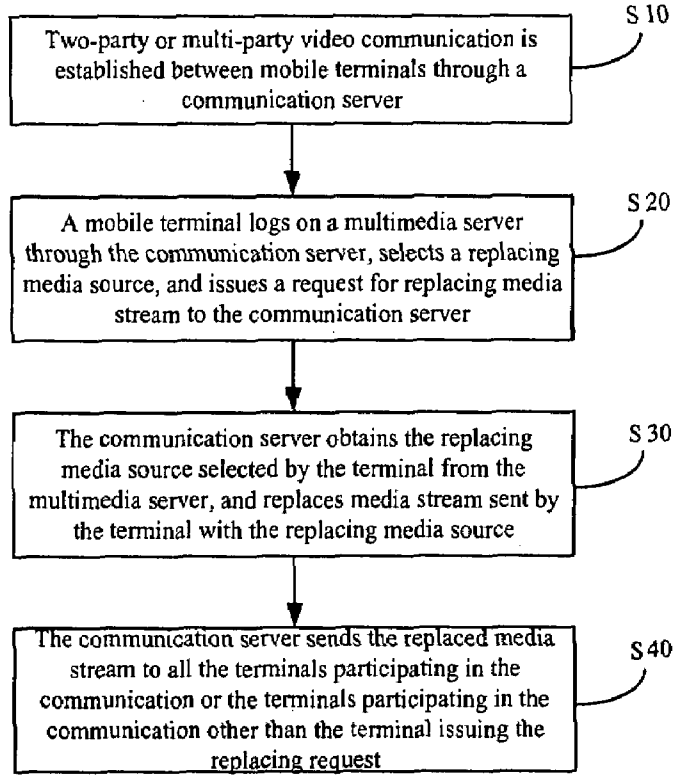 S 10
Two-party or multi-party video communication is
established between mobile terminals through a
communication server
S 20
A mobile terminal logs on a multimedia server
through the communication server, selects a replacing
media source, and issues a request for replacing media
stream to the communication server
S 30
The communication server obtains the replacing
media source selected by the terminal from the
multimedia server, and replaces media stream sent by
the terminal with the replacing media source
S 40
The communication server sends the replaced media
stream to all the terminals participating in the
communication or the terminals participating in the
communication other than the terminal issuing the
replacing request